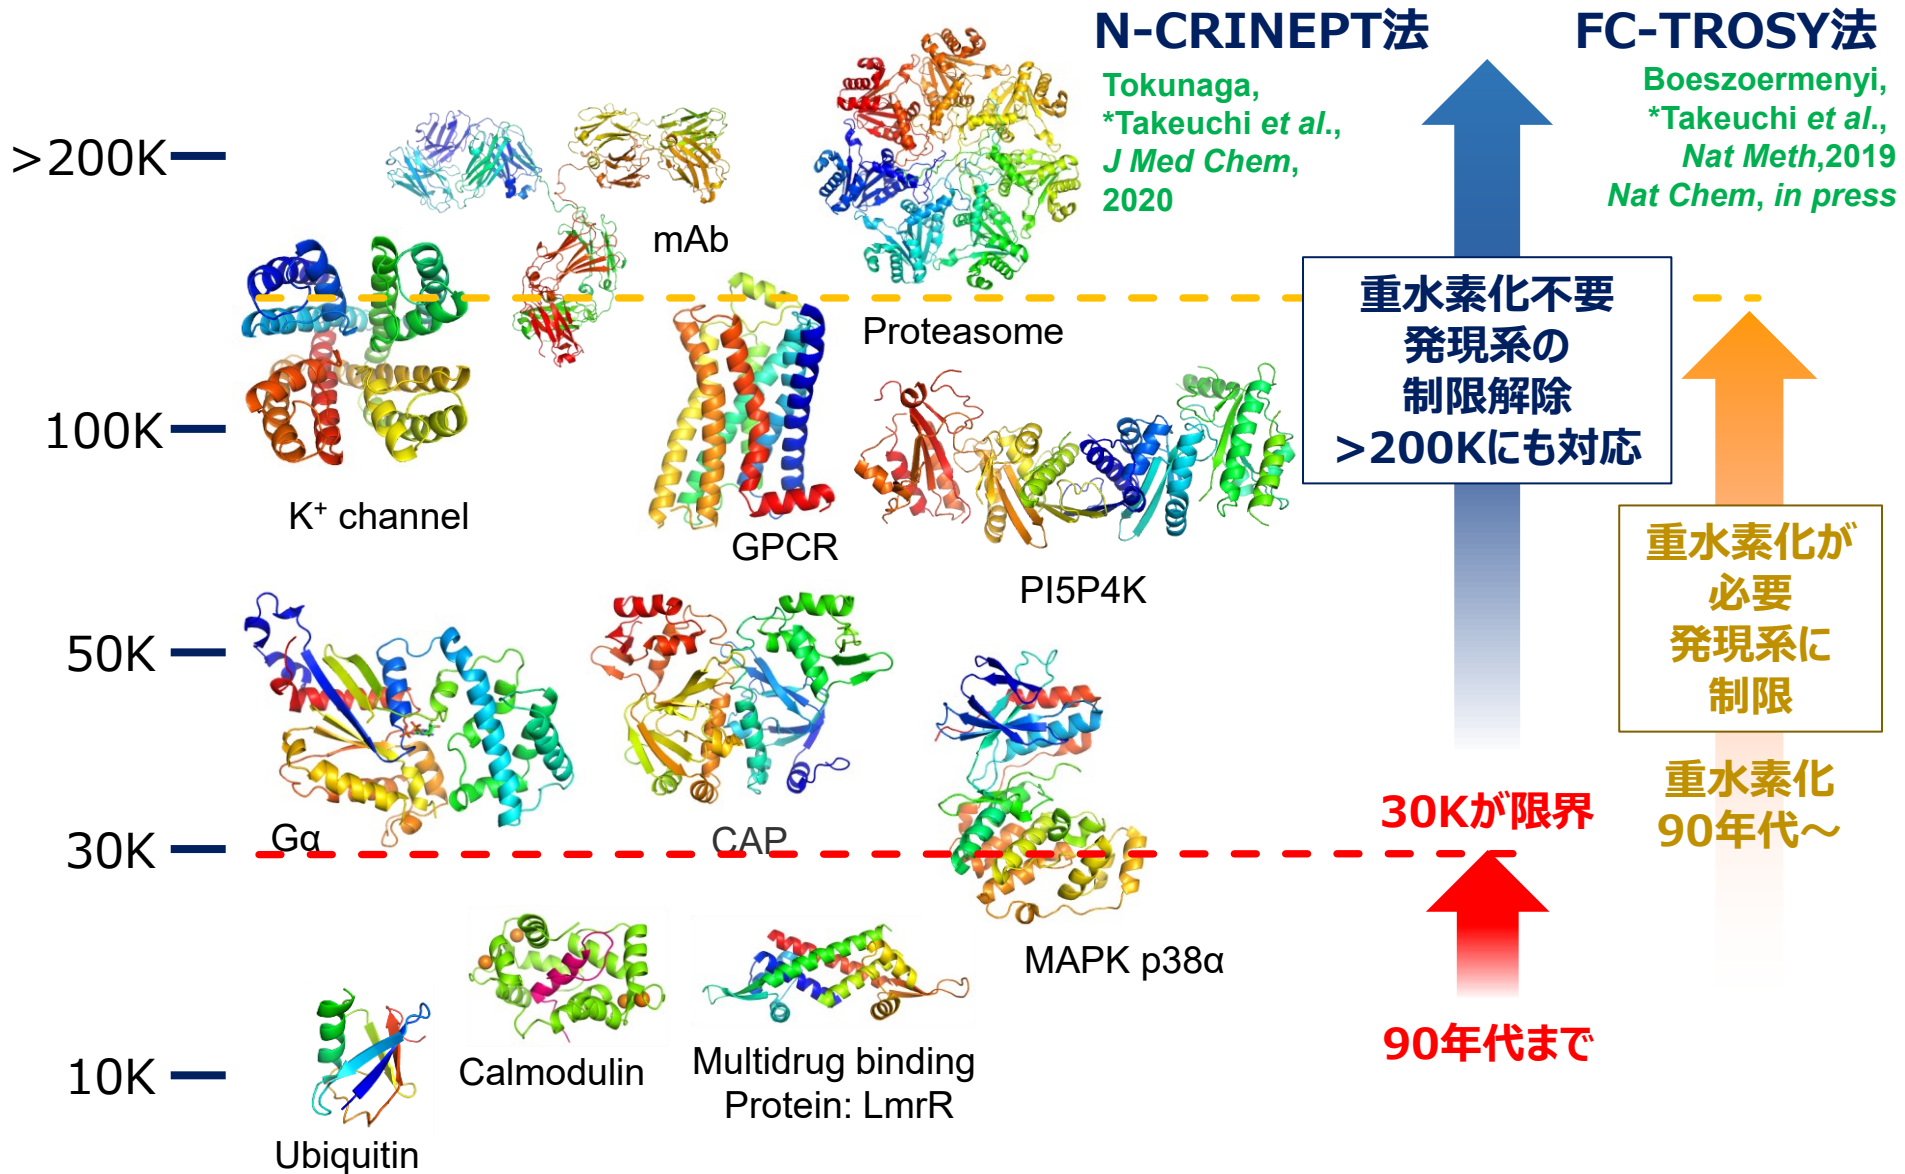 N-CRINEPT法
FC-TROSY法
Tokunaga,
*Takeuchi et al.,
J Med Chem,
2020
Boeszoermenyi,
*Takeuchi et al.,
Nat Meth,2019
Nat Chem, in press
>200K
mAb
Proteasome
重水素化不要
発現系の
制限解除
>200Kにも対応
100K
K⁺ channel
GPCR
PI5P4K
重水素化が
必要
発現系に
制限
50K
重水素化
90年代～
30Kが限界
30K
Gα
CAP
MAPK p38α
90年代まで
10K
Calmodulin
Multidrug binding
Protein: LmrR
Ubiquitin